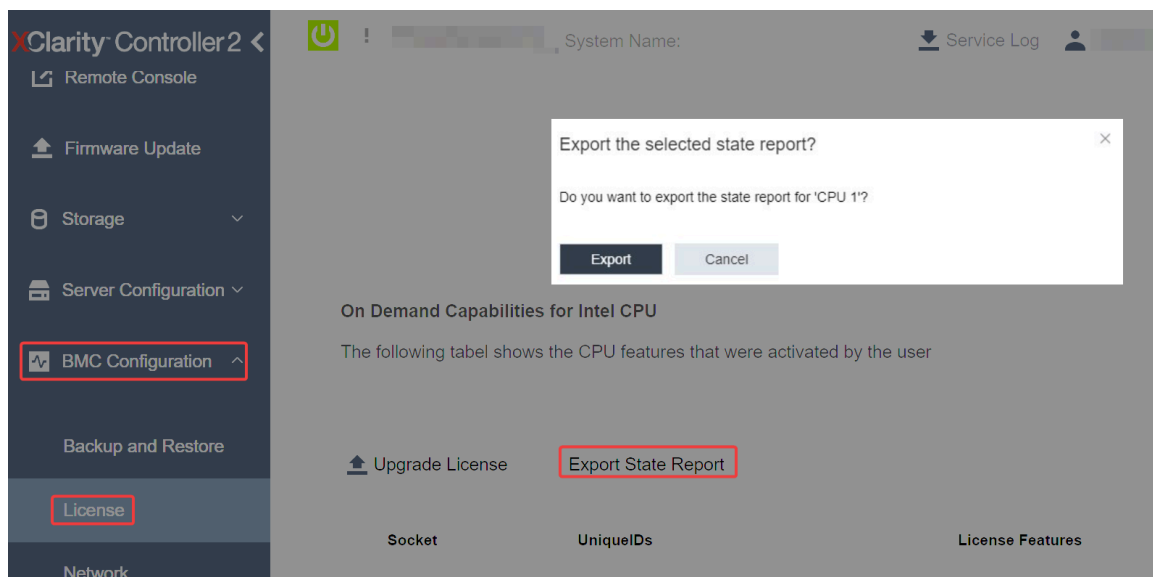 XClarity Controller 2
System Name:
Service Log
Remote Console
Firmware Update
Export the selected state report?
Do you want to export the state report for 'CPU 1'?
Storage
Export
Cancel
Server Configuration
On Demand Capabilities for Intel CPU
The following tabel shows the CPU features that were activated by the user
BMC Configuration
Backup and Restore
Upgrade License
Export State Report
License
Socket
UniqueIDs
License Features
Network